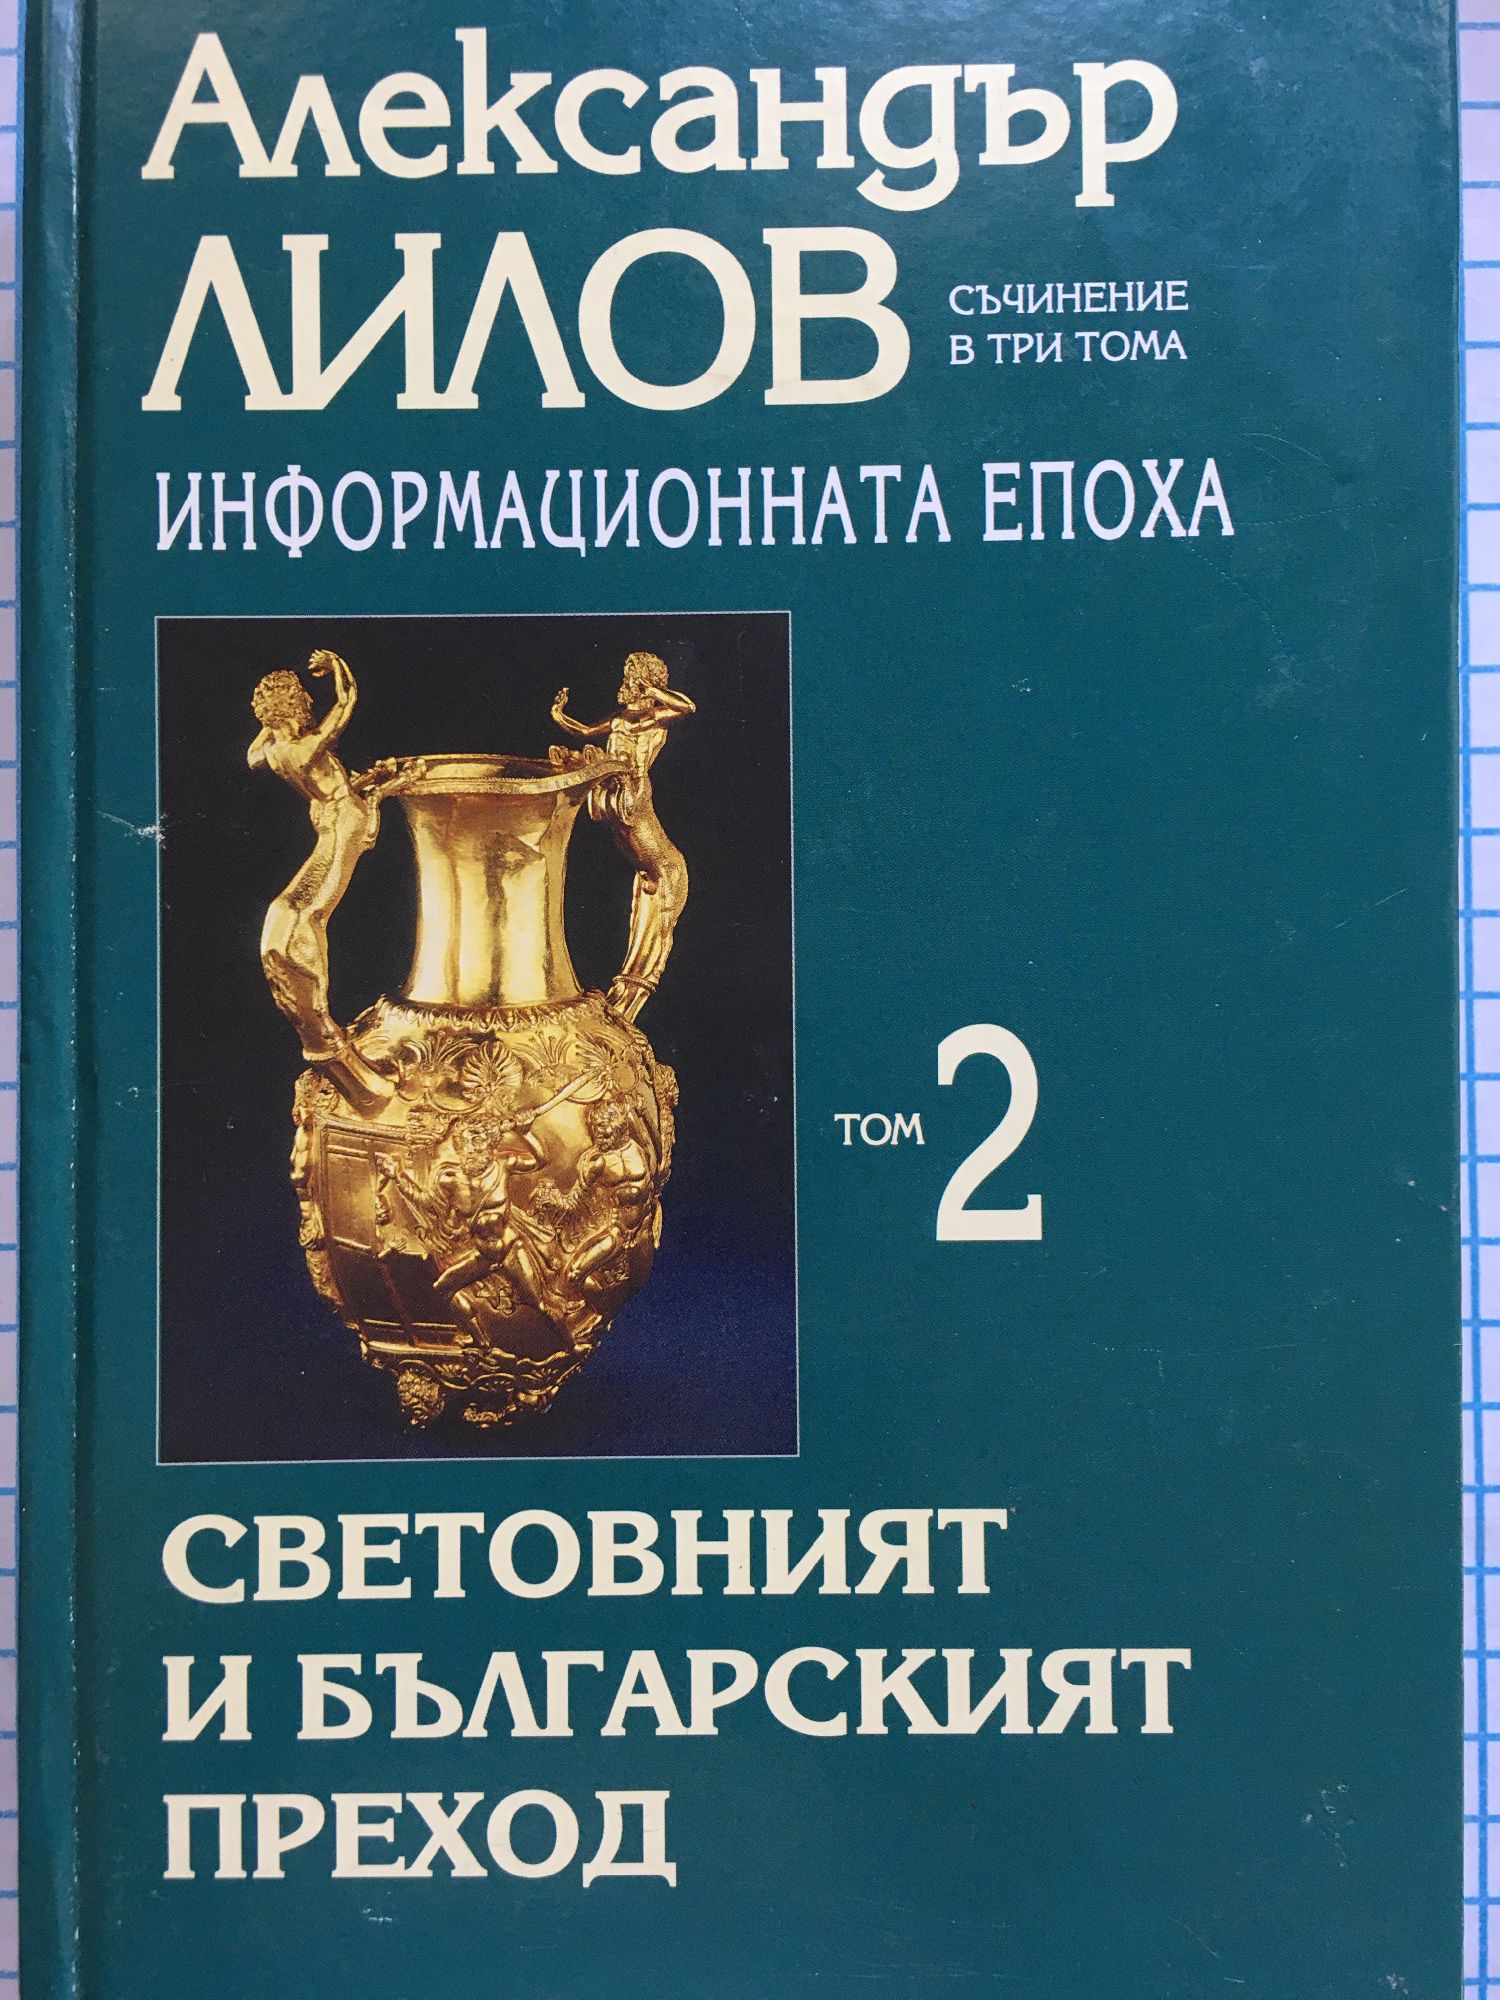 Александър
ЛИЛОВ
СЪЧИНЕНИЕ
В ТРИ ТОМА
ИНФОРМАЦИОННАТА ЕПОХА
ТОМ 2
СВЕТОВНИЯТ
И БЪЛГАРСКИЯТ
ПРЕХОД